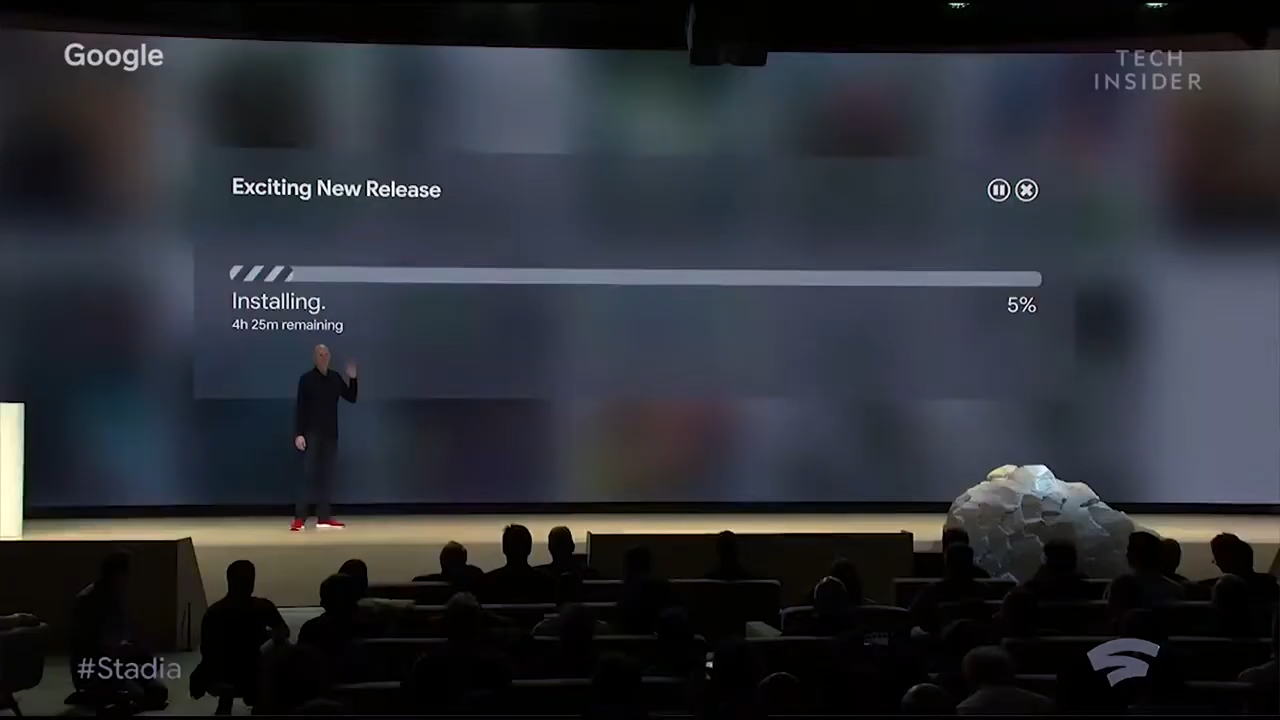 Google
TECH
INSIDER
Exciting New Release
Installing.
5%
4h 25m remaining
#Stadia